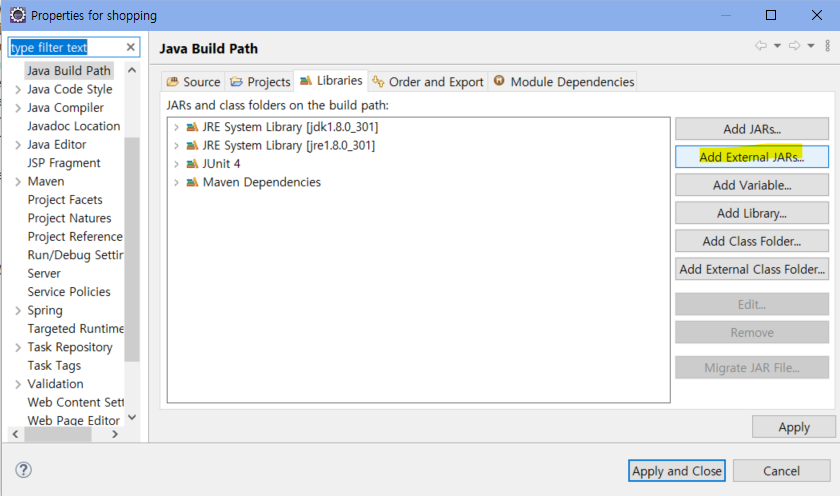 Properties for shopping
type filter text
Java Build Path
Java Code Style
Java Compiler
Javadoc Location
Java Editor
JSP Fragment
Maven
Project Facets
Project Natures
Project Reference
Run/Debug Settir
Server
Service Policies
Spring
Targeted Runtime
Task Repository
Task Tags
Validation
Web Content Sett
Web Page Editor
Java Build Path
Source
Projects
Libraries
Order and Export
Module Dependencies
JARs and class folders on the build path:
JRE System Library [jdk1.8.0_301]
JRE System Library [jre1.8.0_301]
JUnit 4
Maven Dependencies
Add JARs...
Add External JARs...
Add Variable...
Add Library...
Add Class Folder...
Add External Class Folder...
Edit...
Remove
Migrate JAR File...
Apply
Apply and Close
Cancel